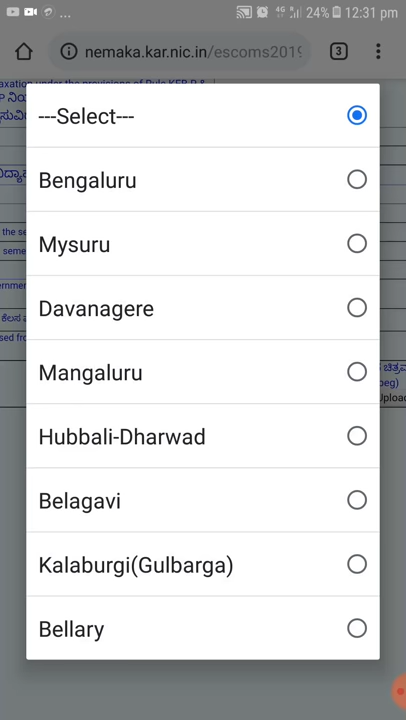 24% 12:31 pm
nemaka.kar.nic.in/escoms2019
3
---Select---
Bengaluru
Mysuru
Davanagere
Mangaluru
Hubbali-Dharwad
Belagavi
Kalaburgi(Gulbarga)
Bellary